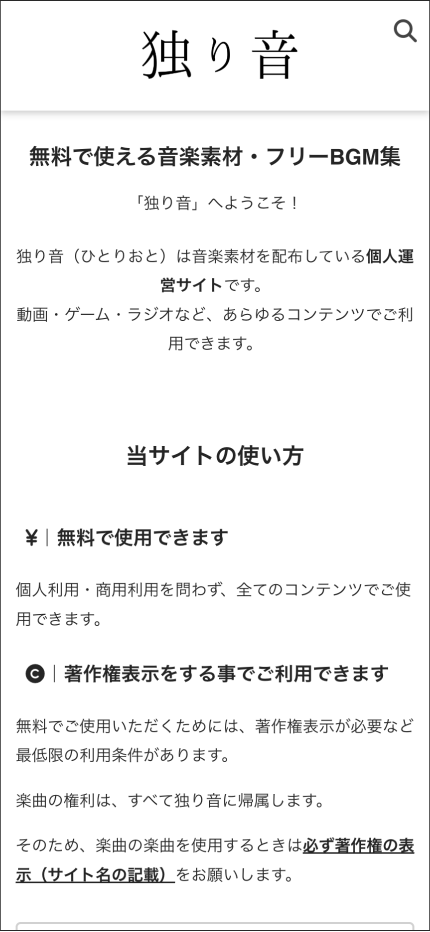 独り音
無料で使える音楽素材・フリーBGM集
「独り音」へようこそ！
独り音（ひとりおと）は音楽素材を配布している個人運
営サイトです。
動画・ゲーム・ラジオなど、あらゆるコンテンツでご利
用できます。
当サイトの使い方
¥｜無料で使用できます
個人利用・商用利用を問わず、全てのコンテンツでご使
用できます。
©｜著作権表示をする事でご利用できます
無料でご使用いただくためには、著作権表示が必要など
最低限の利用条件があります。
楽曲の権利は、すべて独り音に帰属します。
そのため、楽曲の楽曲を使用するときは必ず著作権の表
示（サイト名の記載）をお願いします。